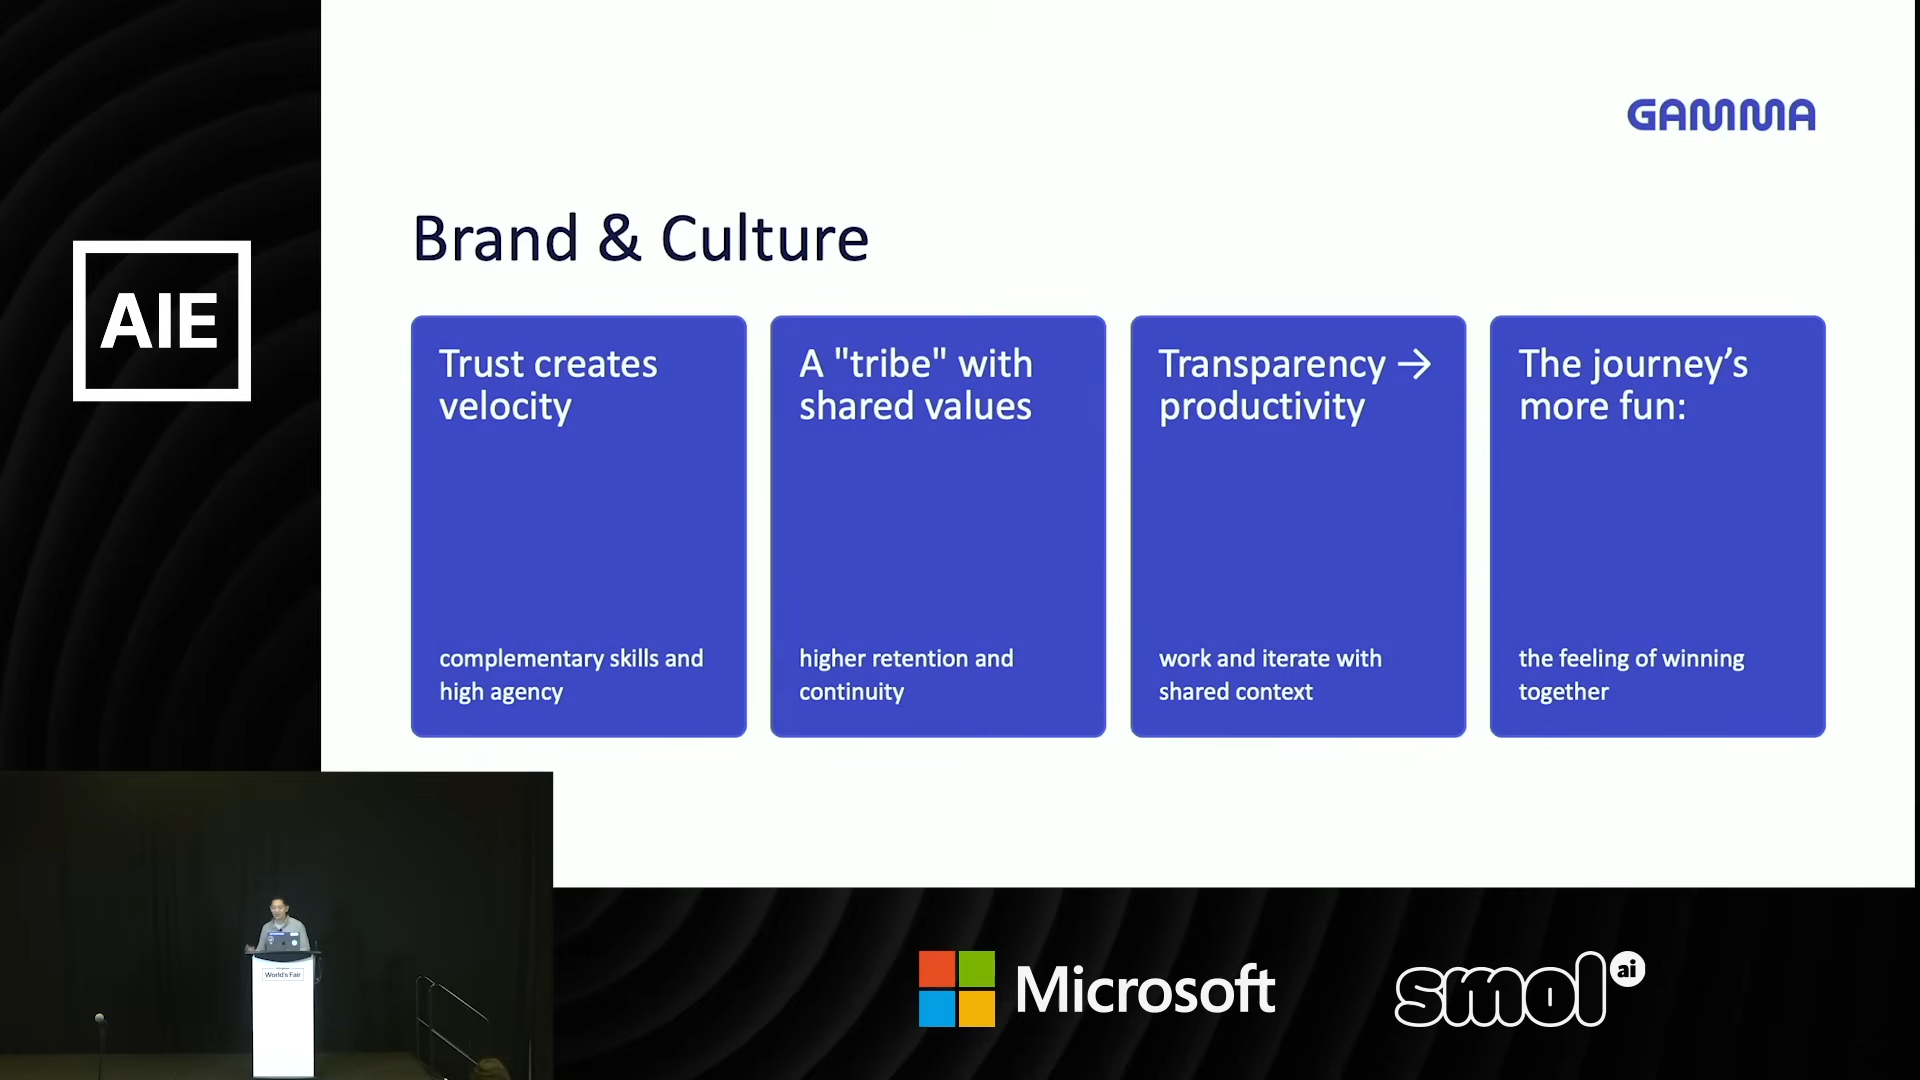 GAMMA
Brand & Culture
AIE
Trust creates
velocity
complementary skills and
high agency
A "tribe" with
shared values
higher retention and
continuity
Transparency →
productivity
work and iterate with
shared context
The journey’s
more fun:
the feeling of winning
together
World's Fair
Microsoft
smol ai